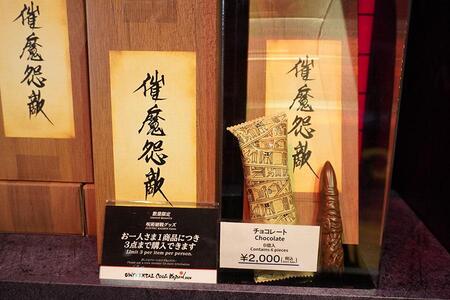 催魔怨敵
催魔怨敵
催魔怨敵
数量限定
呪術廻戦グッズ
お一人さま1商品につき
3点まで購入できます
Limit 3 per item per person.
UNIVERSAL COOL JAPAN
チョコレート
Chocolate
6個入
Contains 6 pieces
¥2,000(税込)